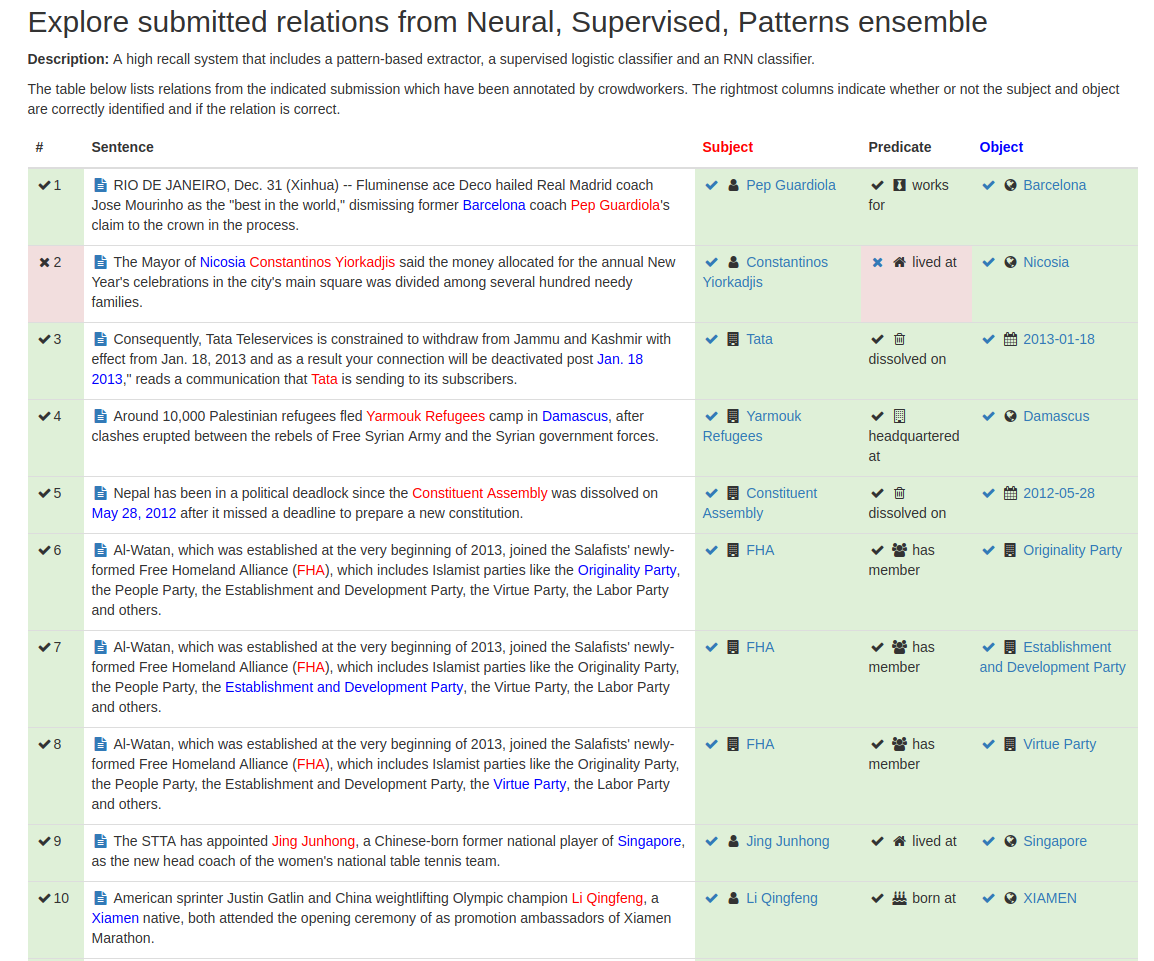 Explore submitted relations from Neural, Supervised, Patterns ensemble
Description: A high recall system that includes a pattern-based extractor, a supervised logistic classifier and an RNN classifier.
The table below lists relations from the indicated submission which have been annotated by crowdworkers. The rightmost columns indicate whether or not the subject and object
are correctly identified and if the relation is correct.
# Sentence Subject Predicate Object
1 RIO DE JANEIRO, Dec. 31 (Xinhua) -- Fluminense ace Deco hailed Real Madrid coach Pep Guardiola works Barcelona
Jose Mourinho as the "best in the world," dismissing former Barcelona coach Pep Guardiola's for
claim to the crown in the process.
2 The Mayor of Nicosia Constantinos Yiorkadjis said the money allocated for the annual New Constantinos lived at Nicosia
Year's celebrations in the city's main square was divided among several hundred needy Yiorkadjis
families.
3 Consequently, Tata Teleservices is constrained to withdraw from Jammu and Kashmir with Tata 2013-01-18
effect from Jan. 18, 2013 and as a result your connection will be deactivated post Jan. 18 dissolved on
2013," reads a communication that Tata is sending to its subscribers.
4 Around 10,000 Palestinian refugees fled Yarmouk Refugees camp in Damascus, after Yarmouk Damascus
clashes erupted between the rebels of Free Syrian Army and the Syrian government forces. Refugees headquartered
at
5 Nepal has been in a political deadlock since the Constituent Assembly was dissolved on Constituent 2012-05-28
May 28, 2012 after it missed a deadline to prepare a new constitution. Assembly dissolved on
6 Al-Watan, which was established at the very beginning of 2013, joined the Salafists' newly- FHA has Originality Party
formed Free Homeland Alliance (FHA), which includes Islamist parties like the Originality Party, member
the People Party, the Establishment and Development Party, the Virtue Party, the Labor Party
and others.
7 Al-Watan, which was established at the very beginning of 2013, joined the Salafists' newly- FHA has Establishment
formed Free Homeland Alliance (FHA), which includes Islamist parties like the Originality Party, member and Development Party
the People Party, the Establishment and Development Party, the Virtue Party, the Labor Party
and others.
8 Al-Watan, which was established at the very beginning of 2013, joined the Salafists' newly- FHA has Virtue Party
formed Free Homeland Alliance (FHA), which includes Islamist parties like the Originality Party, member
the People Party, the Establishment and Development Party, the Virtue Party, the Labor Party
and others.
9 The STTA has appointed Jing Junhong, a Chinese-born former national player of Singapore, Jing Junhong lived at Singapore
as the new head coach of the women's national table tennis team.
10 American sprinter Justin Gatlin and China weightlifting Olympic champion Li Qingfeng, a Li Qingfeng born at XIAMEN
Xiamen native, both attended the opening ceremony of as promotion ambassadors of Xiamen
Marathon.